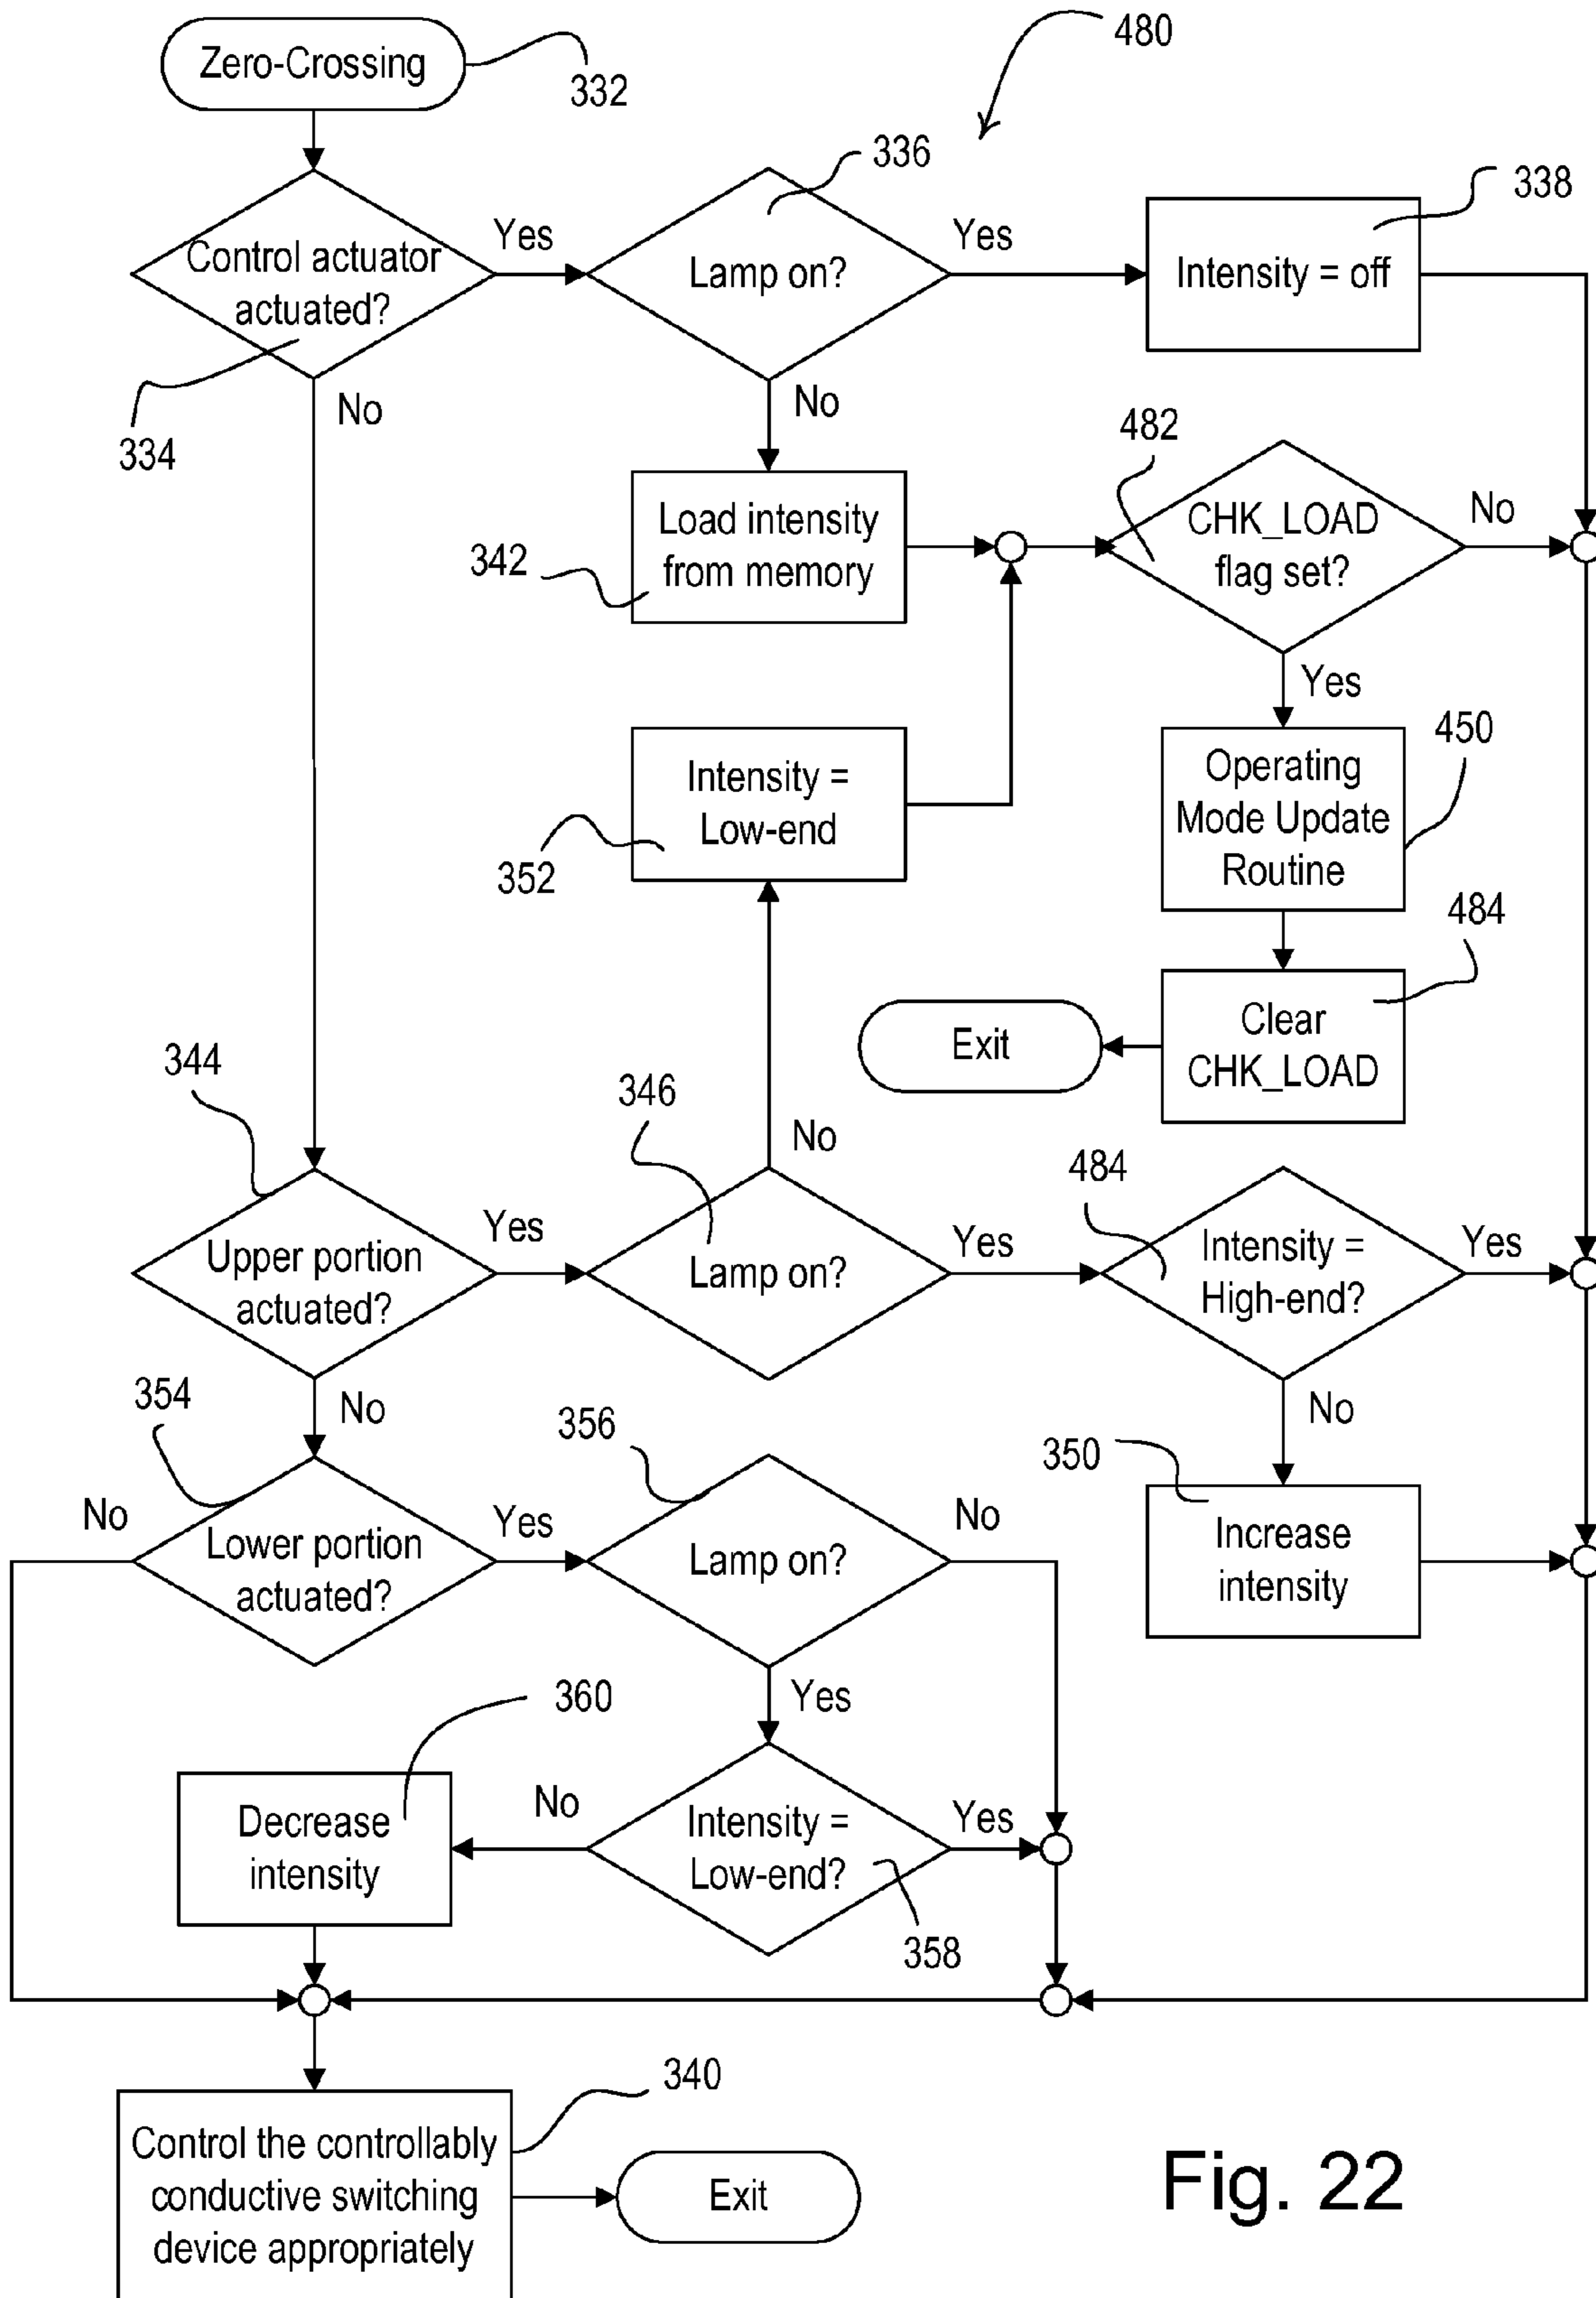 480
Zero-Crossing
332
336
338
Control actuator
actuated?
Yes
Lamp on?
Yes
Intensity = off
334
No
No
482
Load intensity
from memory
342
CHK_LOAD
flag set?
No
Yes
Intensity =
Low-end
352
Operating
Mode Update
Routine
450
484
Clear
CHK_LOAD
Exit
344
346
No
484
Upper portion
actuated?
Yes
Lamp on?
Yes
Intensity =
High-end?
Yes
354
No
356
No
350
No
Lower portion
actuated?
Yes
Lamp on?
No
Increase
intensity
360
Yes
Decrease
intensity
No
Intensity =
Low-end?
Yes
358
340
Control the controllably
conductive switching
device appropriately
Exit
Fig. 22